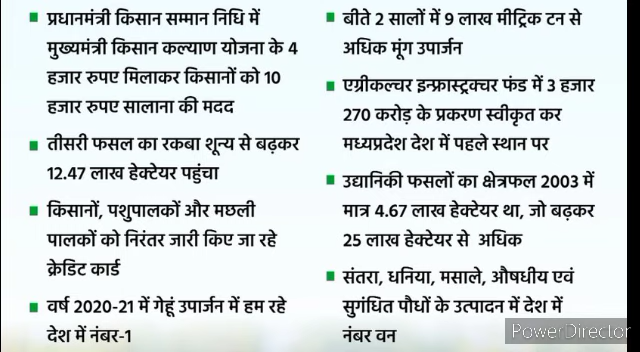 प्रधानमंत्री किसान सम्मान निधि में
मुख्यमंत्री किसान कल्याण योजना के 4
हजार रुपए मिलाकर किसानों को 10
हजार रुपए सालाना की मदद
तीसरी फसल का रकबा शून्य से बढ़कर
12.47 लाख हेक्टेयर पहुंचा
किसानों, पशुपालकों और मछली
पालकों को निरंतर जारी किए जा रहे
क्रेडिट कार्ड
वर्ष 2020-21 में गेहूं उपार्जन में हम रहे
देश में नंबर-1
बीते 2 सालों में 9 लाख मीट्रिक टन से
अधिक मूंग उपार्जन
एग्रीकल्चर इन्फ्रास्ट्रक्चर फंड में 3 हजार
270 करोड़ के प्रकरण स्वीकृत कर
मध्यप्रदेश देश में पहले स्थान पर
उद्यानिकी फसलों का क्षेत्रफल 2003 में
मात्र 4.67 लाख हेक्टेयर था, जो बढ़कर
25 लाख हेक्टेयर से अधिक
संतरा, धनिया, मसाले, औषधीय एवं
सुगंधित पौधों के उत्पादन में देश में
नंबर वन
PowerDirector